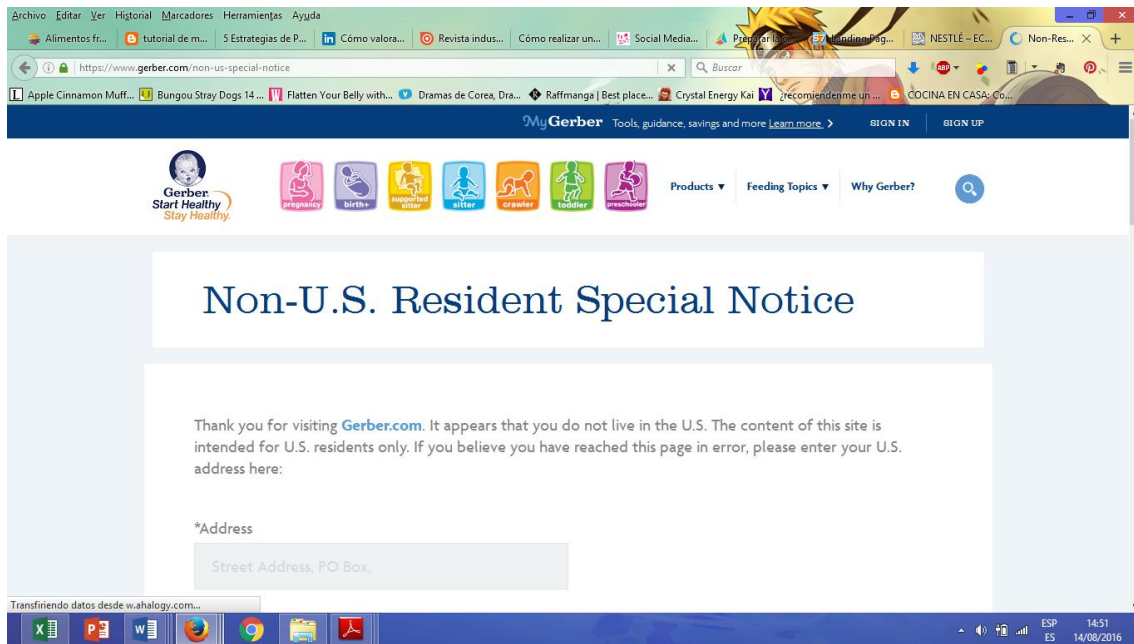 Archivo Editar Ver Historial Marcadores Herramientas Ayuda
Alimentos fr... tutorial de m... 5 Estrategias de P... Cómo valora... Revista indus... Cómo realizar un... Social Media... Preparar la es... Landing Pag... NESTLÉ – EC... Non-Res...
https://www.gerber.com/non-us-special-notice Buscar ABP
Apple Cinnamon Muff... Bungou Stray Dogs 14 ... Flatten Your Belly with... Dramas de Corea, Dra... Raffmanga | Best place... Crystal Energy Kai ¿recomiendenme un ... COCINA EN CASA: Co...
MyGerber Tools, guidance, savings and more Learn more > SIGN IN SIGN UP
Gerber.
Start Healthy
Stay Healthy.
pregnancy birth+ supported sitter sitter crawler toddler preschooler
Products Feeding Topics Why Gerber?
Non-U.S. Resident Special Notice
Thank you for visiting Gerber.com. It appears that you do not live in the U.S. The content of this site is
intended for U.S. residents only. If you believe you have reached this page in error, please enter your U.S.
address here:
*Address
Street Address, PO Box,
Transfiriendo datos desde w.ahalogy.com...
ESP 14:51
ES 14/08/2016